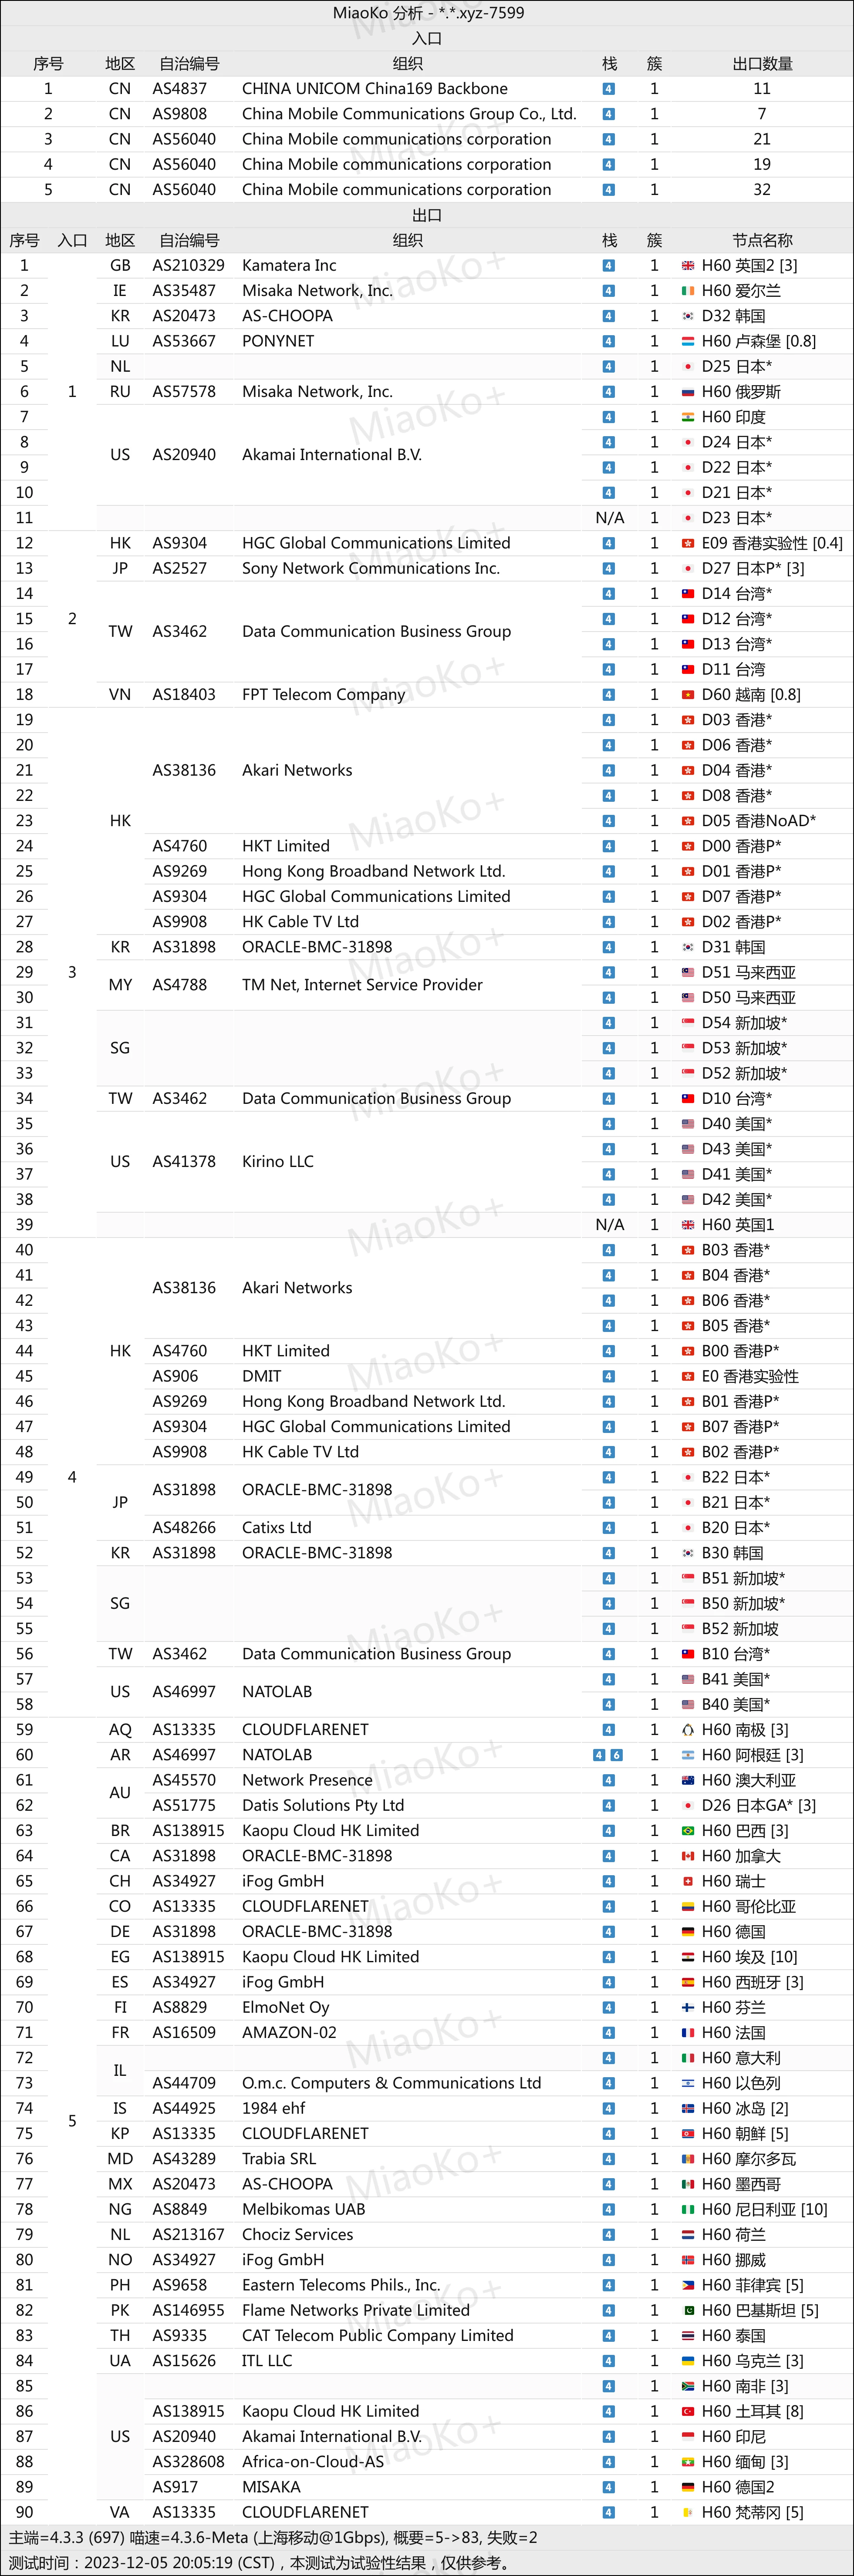 MiaoKo 分析 - *.*.xyz-7599
入口
序号 地区 自治编号 组织 栈 簇 出口数量
1 CN AS4837 CHINA UNICOM China169 Backbone 4 1 11
2 CN AS9808 China Mobile Communications Group Co., Ltd. 4 1 7
3 CN AS56040 China Mobile communications corporation 4 1 21
4 CN AS56040 China Mobile communications corporation 4 1 19
5 CN AS56040 China Mobile communications corporation 4 1 32
出口
序号 入口 地区 自治编号 组织 栈 簇 节点名称
1 GB AS210329 Kamatera Inc 4 1 H60 英国2 [3]
2 IE AS35487 Misaka Network, Inc. 4 1 H60 爱尔兰
3 KR AS20473 AS-CHOOPA 4 1 D32 韩国
4 LU AS53667 PONYNET 4 1 H60 卢森堡 [0.8]
5 NL 4 1 D25 日本*
6 1 RU AS57578 Misaka Network, Inc. 4 1 H60 俄罗斯
7 4 1 H60 印度
8 4 1 D24 日本*
US AS20940 Akamai International B.V.
9 4 1 D22 日本*
10 4 1 D21 日本*
11 N/A 1 D23 日本*
12 HK AS9304 HGC Global Communications Limited 4 1 E09 香港实验性 [0.4]
13 JP AS2527 Sony Network Communications Inc. 4 1 D27 日本P* [3]
14 4 1 D14 台湾*
15 2 4 1 D12 台湾*
TW AS3462 Data Communication Business Group
16 4 1 D13 台湾*
17 4 1 D11 台湾
18 VN AS18403 FPT Telecom Company 4 1 D60 越南 [0.8]
19 4 1 D03 香港*
20 4 1 D06 香港*
21 AS38136 Akari Networks 4 1 D04 香港*
22 4 1 D08 香港*
23 HK 4 1 D05 香港NoAD*
24 AS4760 HKT Limited 4 1 D00 香港P*
25 AS9269 Hong Kong Broadband Network Ltd. 4 1 D01 香港P*
26 AS9304 HGC Global Communications Limited 4 1 D07 香港P*
27 AS9908 HK Cable TV Ltd 4 1 D02 香港P*
28 KR AS31898 ORACLE-BMC-31898 4 1 D31 韩国
29 3 4 1 D51 马来西亚
MY AS4788 TM Net, Internet Service Provider
30 4 1 D50 马来西亚
31 4 1 D54 新加坡*
32 SG 4 1 D53 新加坡*
33 4 1 D52 新加坡*
34 TW AS3462 Data Communication Business Group 4 1 D10 台湾*
35 4 1 D40 美国*
36 4 1 D43 美国*
US AS41378 Kirino LLC
37 4 1 D41 美国*
38 4 1 D42 美国*
39 N/A 1 H60 英国1
40 4 1 B03 香港*
41 4 1 B04 香港*
AS38136 Akari Networks
42 4 1 B06 香港*
43 4 1 B05 香港*
44 HK AS4760 HKT Limited 4 1 B00 香港P*
45 AS906 DMIT 4 1 E0 香港实验性
46 AS9269 Hong Kong Broadband Network Ltd. 4 1 B01 香港P*
47 AS9304 HGC Global Communications Limited 4 1 B07 香港P*
48 AS9908 HK Cable TV Ltd 4 1 B02 香港P*
49 4 4 1 B22 日本*
AS31898 ORACLE-BMC-31898
50 JP 4 1 B21 日本*
51 AS48266 Catixs Ltd 4 1 B20 日本*
52 KR AS31898 ORACLE-BMC-31898 4 1 B30 韩国
53 4 1 B51 新加坡*
54 SG 4 1 B50 新加坡*
55 4 1 B52 新加坡
56 TW AS3462 Data Communication Business Group 4 1 B10 台湾*
57 4 1 B41 美国*
US AS46997 NATOLAB
58 4 1 B40 美国*
59 AQ AS13335 CLOUDFLARENET 4 1 H60 南极 [3]
60 AR AS46997 NATOLAB 4 6 1 H60 阿根廷 [3]
61 AS45570 Network Presence 4 1 H60 澳大利亚
AU
62 AS51775 Datis Solutions Pty Ltd 4 1 D26 日本GA* [3]
63 BR AS138915 Kaopu Cloud HK Limited 4 1 H60 巴西 [3]
64 CA AS31898 ORACLE-BMC-31898 4 1 H60 加拿大
65 CH AS34927 iFog GmbH 4 1 H60 瑞士
66 CO AS13335 CLOUDFLARENET 4 1 H60 哥伦比亚
67 DE AS31898 ORACLE-BMC-31898 4 1 H60 德国
68 EG AS138915 Kaopu Cloud HK Limited 4 1 H60 埃及 [10]
69 ES AS34927 iFog GmbH 4 1 H60 西班牙 [3]
70 FI AS8829 ElmoNet Oy 4 1 H60 芬兰
71 FR AS16509 AMAZON-02 4 1 H60 法国
72 4 1 H60 意大利
IL
73 AS44709 O.m.c. Computers & Communications Ltd 4 1 H60 以色列
74 IS AS44925 1984 ehf 4 1 H60 冰岛 [2]
5
75 KP AS13335 CLOUDFLARENET 4 1 H60 朝鲜 [5]
76 MD AS43289 Trabia SRL 4 1 H60 摩尔多瓦
77 MX AS20473 AS-CHOOPA 4 1 H60 墨西哥
78 NG AS8849 Melbikomas UAB 4 1 H60 尼日利亚 [10]
79 NL AS213167 Chociz Services 4 1 H60 荷兰
80 NO AS34927 iFog GmbH 4 1 H60 挪威
81 PH AS9658 Eastern Telecoms Phils., Inc. 4 1 H60 菲律宾 [5]
82 PK AS146955 Flame Networks Private Limited 4 1 H60 巴基斯坦 [5]
83 TH AS9335 CAT Telecom Public Company Limited 4 1 H60 泰国
84 UA AS15626 ITL LLC 4 1 H60 乌克兰 [3]
85 4 1 H60 南非 [3]
86 AS138915 Kaopu Cloud HK Limited 4 1 H60 土耳其 [8]
87 US AS20940 Akamai International B.V. 4 1 H60 印尼
88 AS328608 Africa-on-Cloud-AS 4 1 H60 缅甸 [3]
89 AS917 MISAKA 4 1 H60 德国2
90 VA AS13335 CLOUDFLARENET 4 1 H60 梵蒂冈 [5]
主端=4.3.3 (697) 喵速=4.3.6-Meta (上海移动@1Gbps), 概要=5->83, 失败=2
测试时间：2023-12-05 20:05:19 (CST)，本测试为试验性结果，仅供参考。